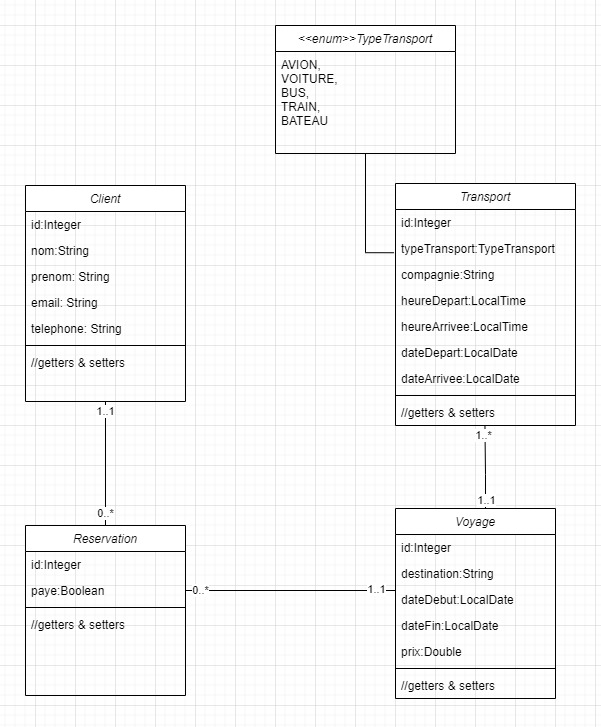 <<enum>>TypeTransport
AVION,
VOITURE,
BUS,
TRAIN,
BATEAU
Client
id:Integer
nom:String
prenom: String
email: String
telephone: String
//getters & setters
1..1
Transport
id:Integer
typeTransport:TypeTransport
compagnie:String
heureDepart:LocalTime
heureArrivee:LocalTime
dateDepart:LocalDate
dateArrivee:LocalDate
//getters & setters
1..*
0..*
1..1
Reservation
id:Integer
paye:Boolean
//getters & setters
0..*
1..1
Voyage
id:Integer
destination:String
dateDebut:LocalDate
dateFin:LocalDate
prix:Double
//getters & setters